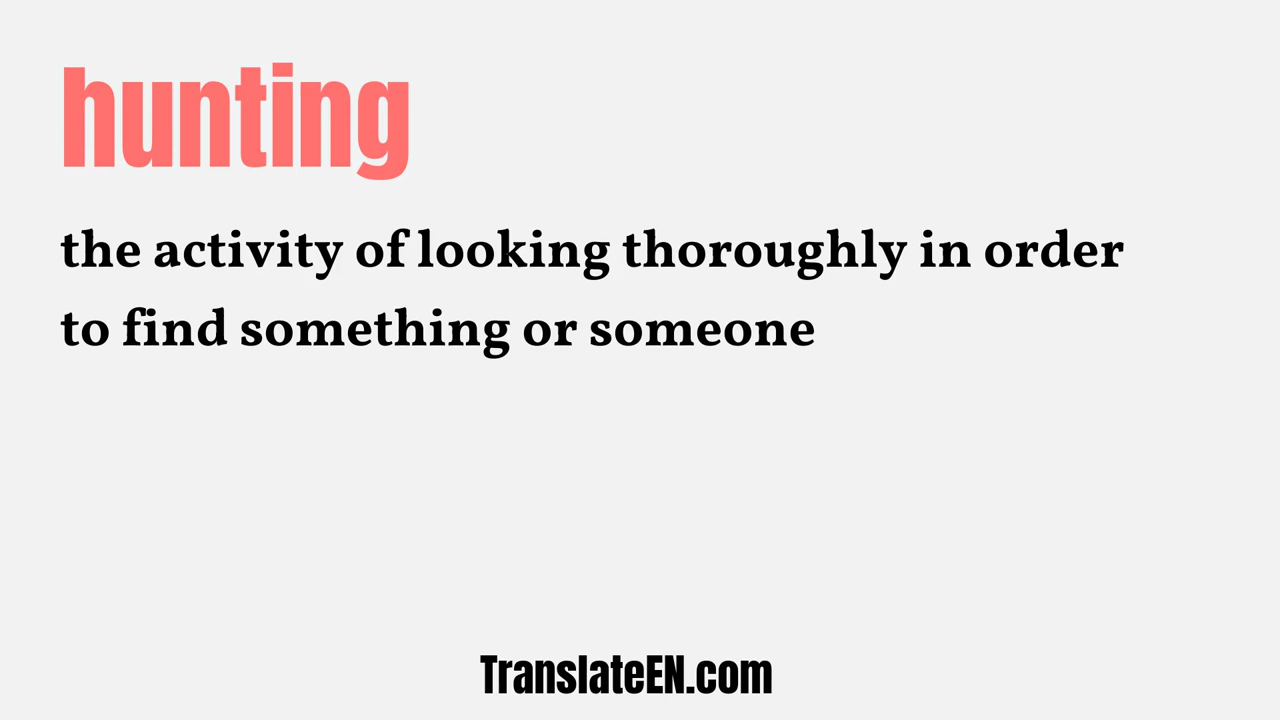 hunting
the activity of looking thoroughly in order
to find something or someone
TranslateEN.com